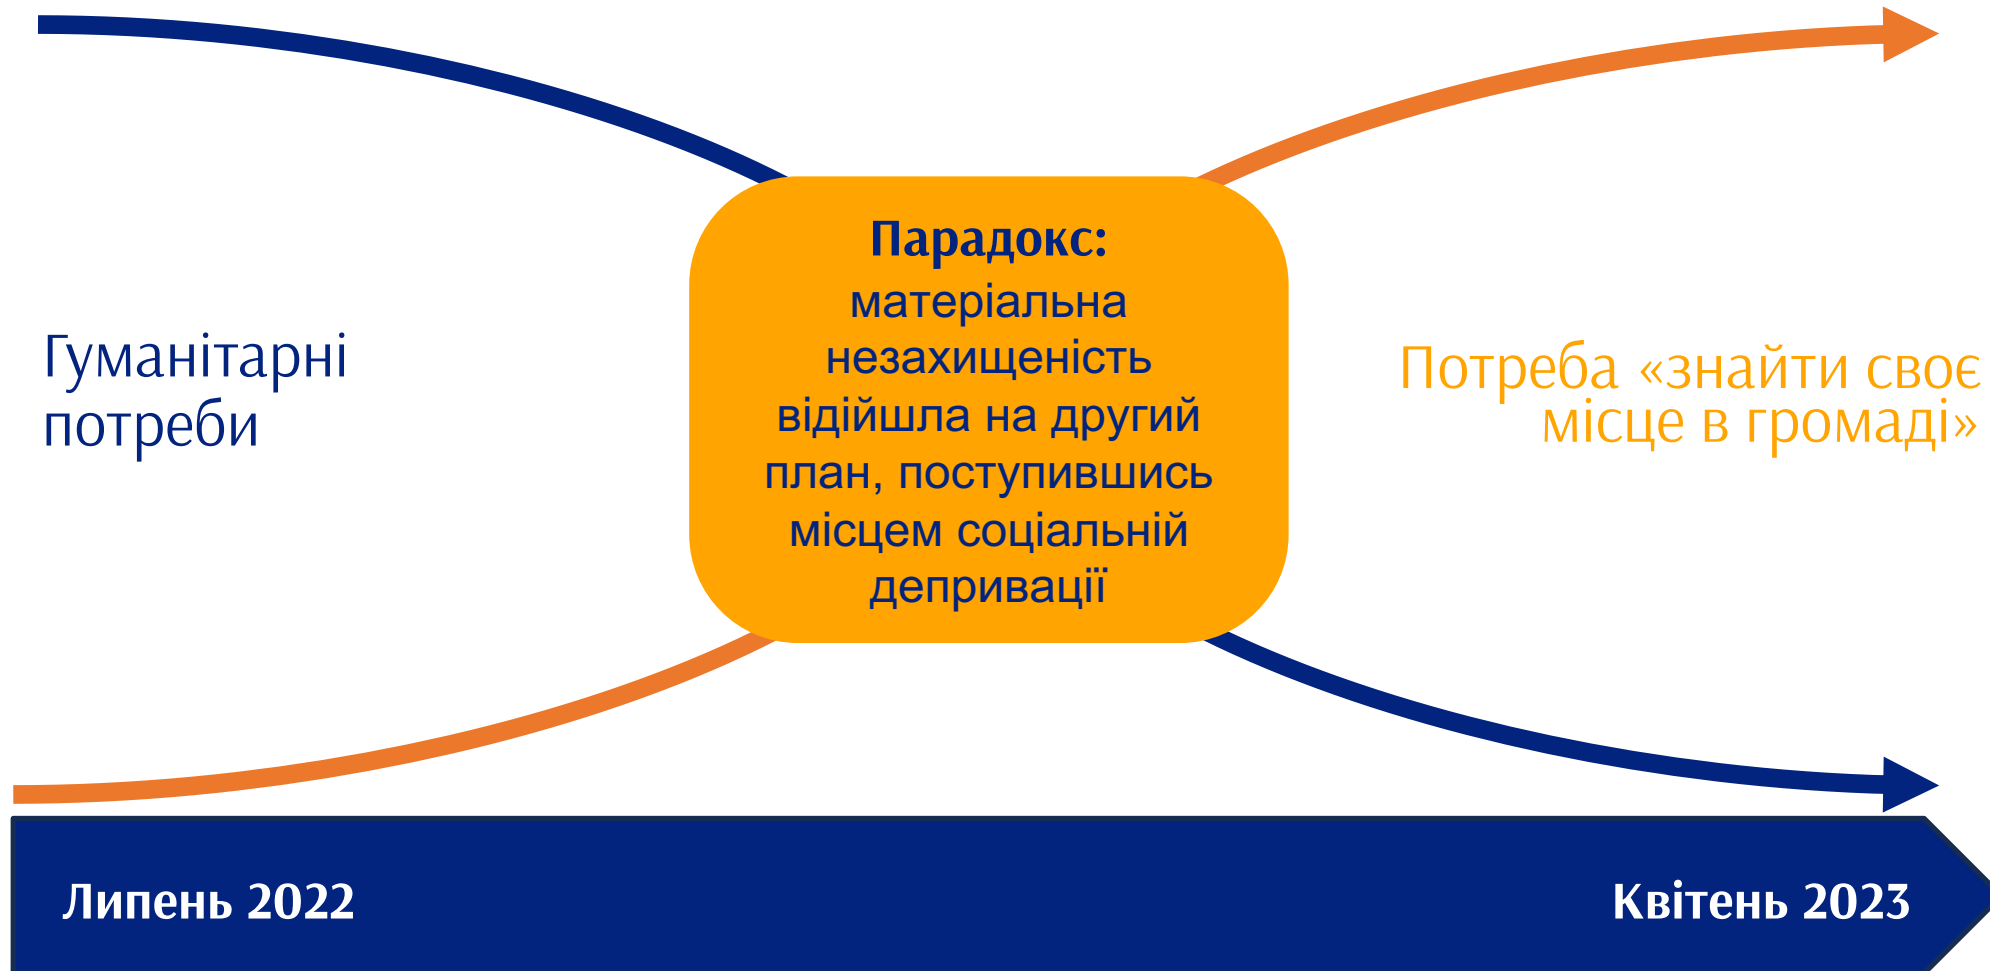 Парадокс:
матеріальна
незахищеність
відійшла на другий
план, поступившись
місцем соціальній
депривації
Гуманітарні
потреби
Потреба «знайти своє
місце в громаді»
Липень 2022
Квітень 2023